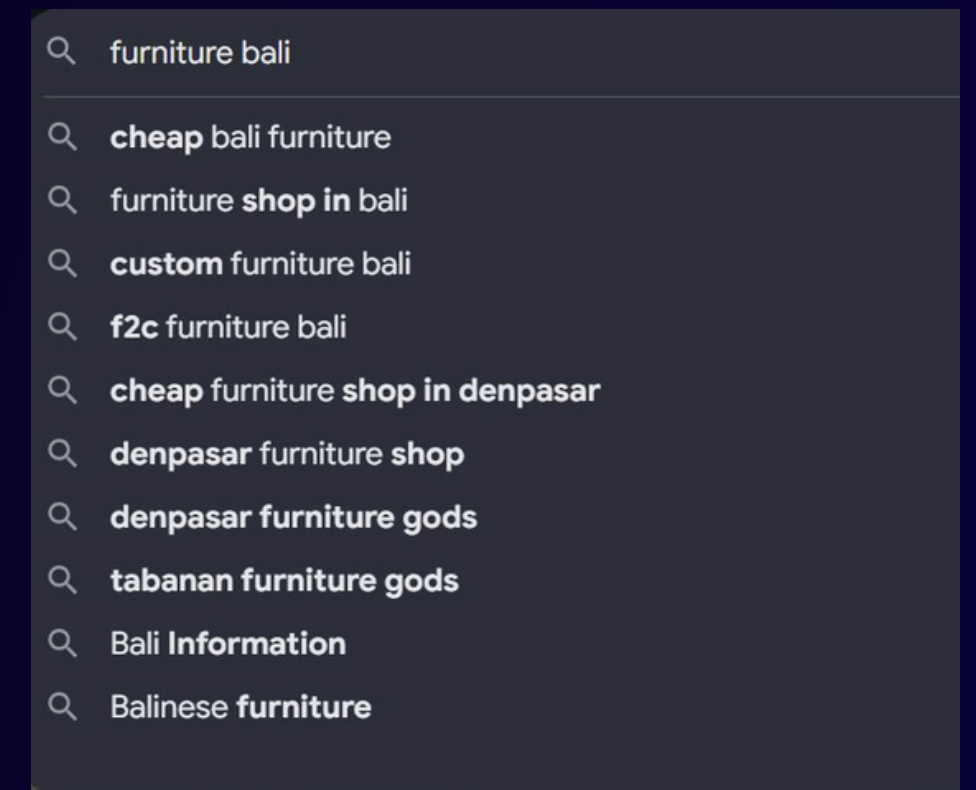 furniture bali
cheap bali furniture
furniture shop in bali
custom furniture bali
f2c furniture bali
cheap furniture shop in denpasar
denpasar furniture shop
denpasar furniture gods
tabanan furniture gods
Bali Information
Balinese furniture